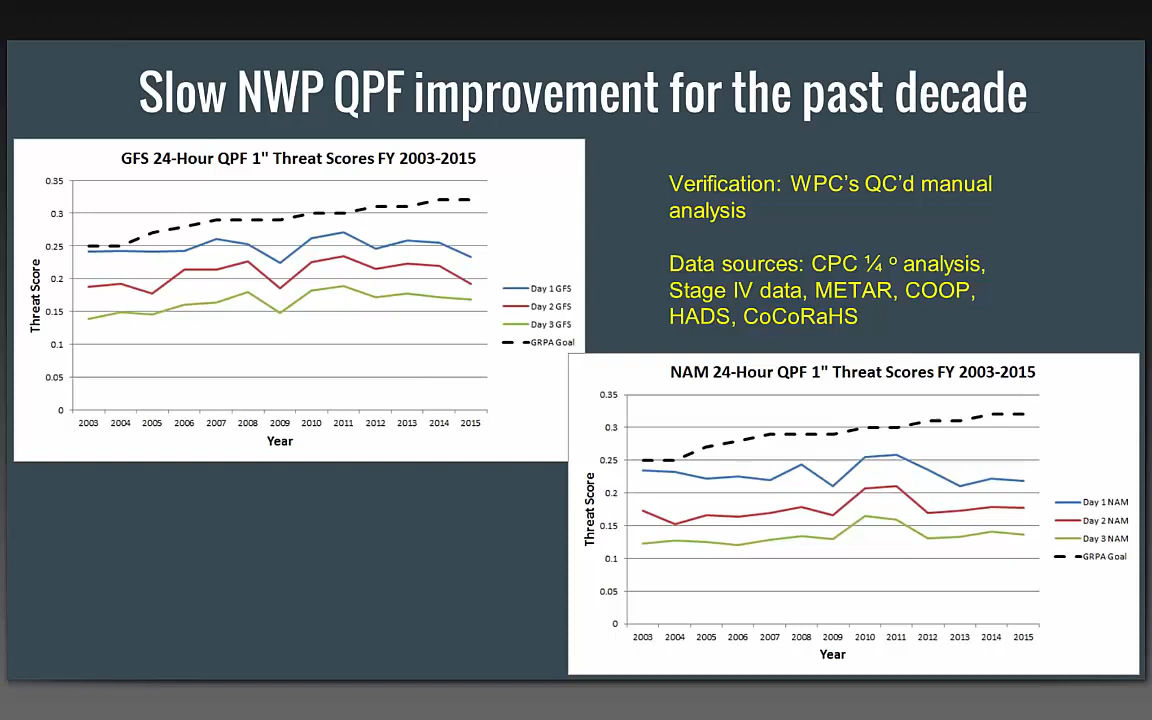 Slow NWP QPF improvement for the past decade
GFS 24-Hour QPF 1" Threat Scores FY 2003-2015
0.35
0.3
0.25
0.2
0.15
0.1
0.05
0
Threat Score
2003 2004 2005 2006 2007 2008 2009 2010 2011 2012 2013 2014 2015
Year
Day 1 GFS
Day 2 GFS
Day 3 GFS
GRPA Goal
Verification: WPC's QC'd manual
analysis
Data sources: CPC ¼ º analysis,
Stage IV data, METAR, COOP,
HADS, CoCoRaHS
NAM 24-Hour QPF 1" Threat Scores FY 2003-2015
0.35
0.3
0.25
0.2
0.15
0.1
0.05
0
Threat Score
2003 2004 2005 2006 2007 2008 2009 2010 2011 2012 2013 2014 2015
Year
Day 1 NAM
Day 2 NAM
Day 3 NAM
GRPA Goal